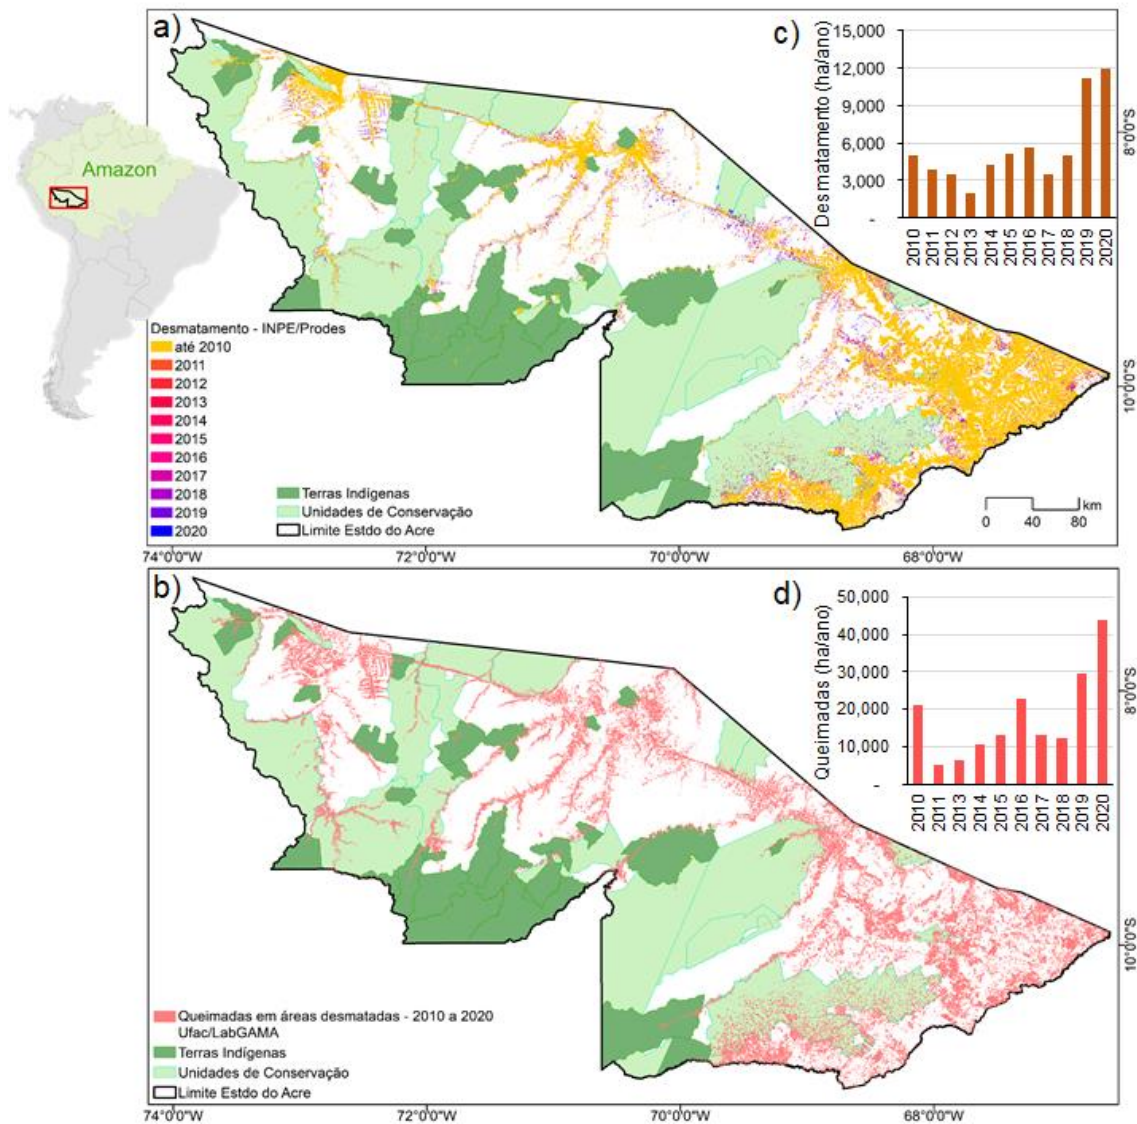 a)
c)
Desmatamento (ha/ano)
15,000
12,000
9,000
6,000
3,000
-
2010
2011
2012
2013
2014
2015
2016
2017
2018
2019
2020
8°0'0"S
10°0'0"S
Amazon
Desmatamento - INPE/Prodes
até 2010
2011
2012
2013
2014
2015
2016
2017
2018
2019
2020
Terras Indígenas
Unidades de Conservação
Limite Estdo do Acre
km
0 40 80
74°0'0"W 72°0'0"W 70°0'0"W 68°0'0"W
b)
d)
Queimadas (ha/ano)
50,000
40,000
30,000
20,000
10,000
-
2010
2011
2013
2014
2015
2016
2017
2018
2019
2020
8°0'0"S
10°0'0"S
Queimadas em áreas desmatadas - 2010 a 2020
Ufac/LabGAMA
Terras Indígenas
Unidades de Conservação
Limite Estdo do Acre
74°0'0"W 72°0'0"W 70°0'0"W 68°0'0"W